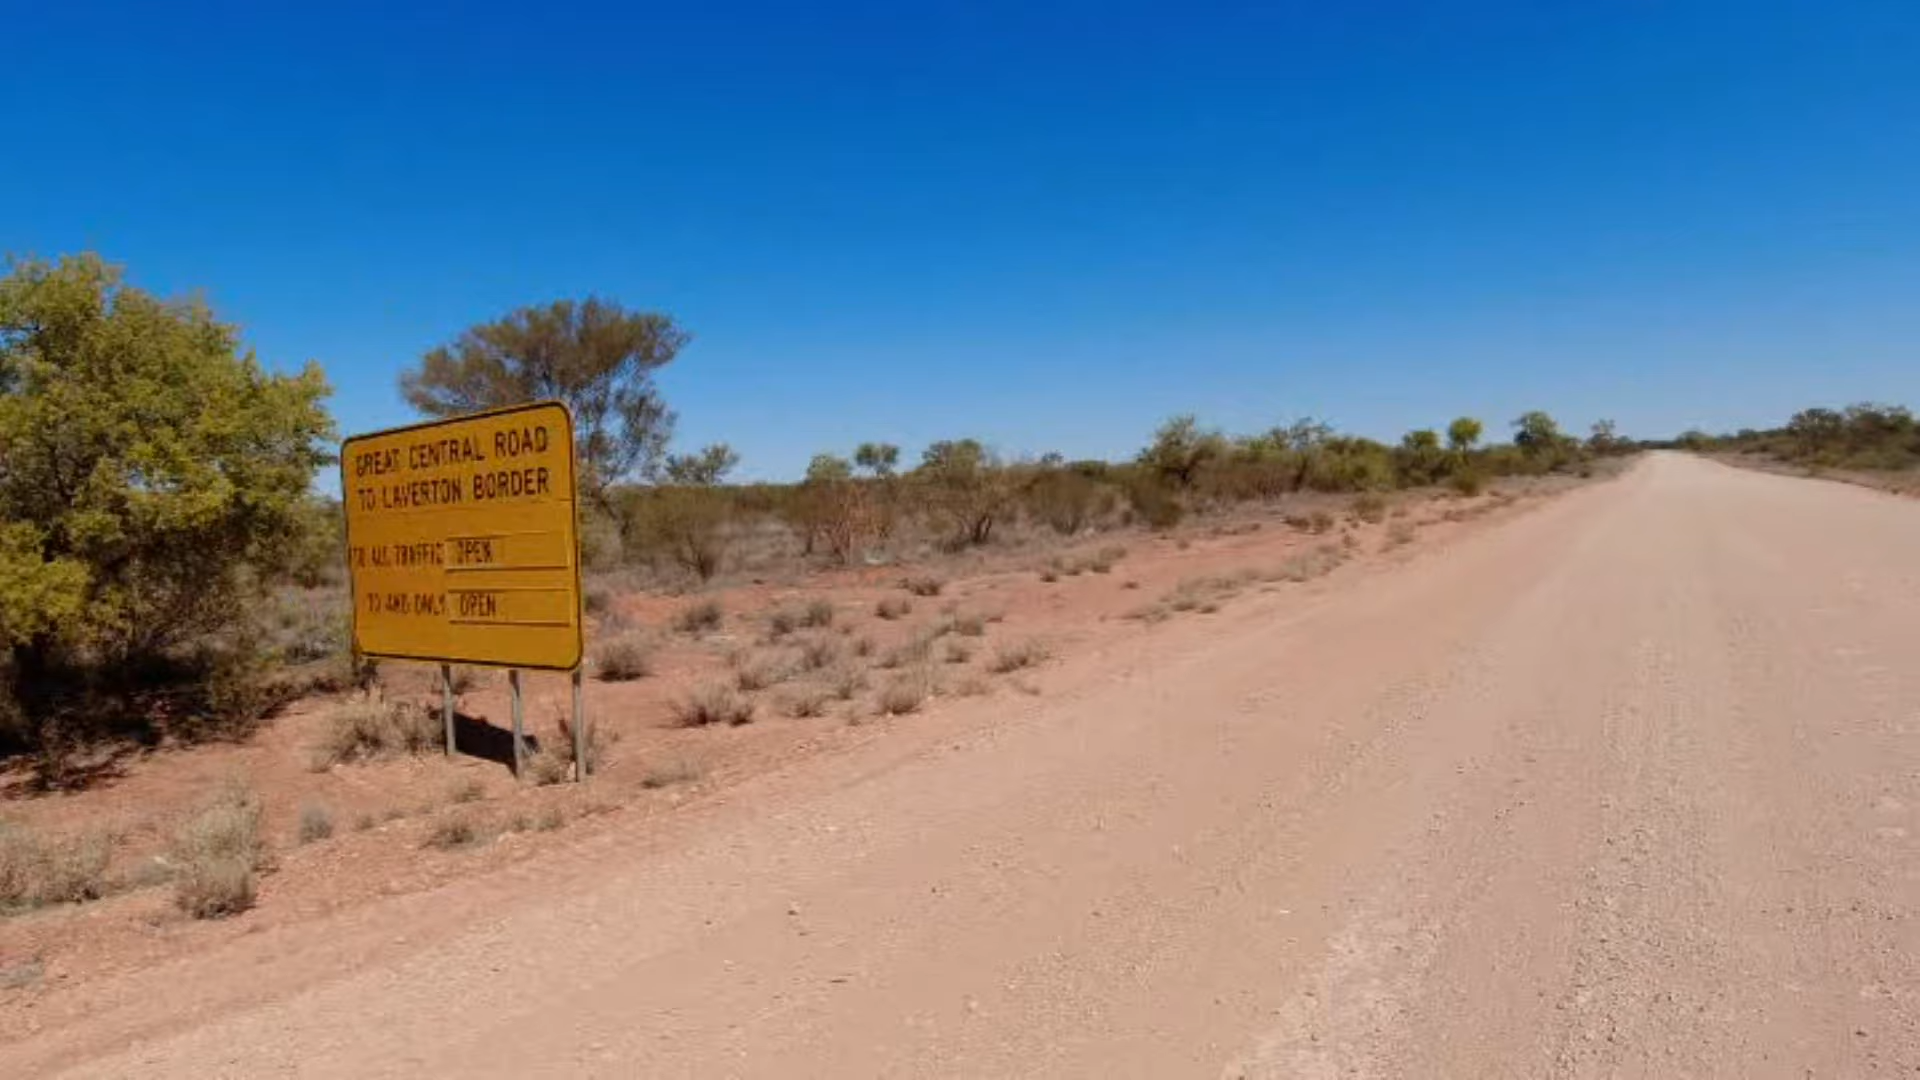 GREAT CENTRAL ROAD
TO LAVERTON BORDER
TO ALL TRAFFIC OPEN
TO 4WD ONLY OPEN